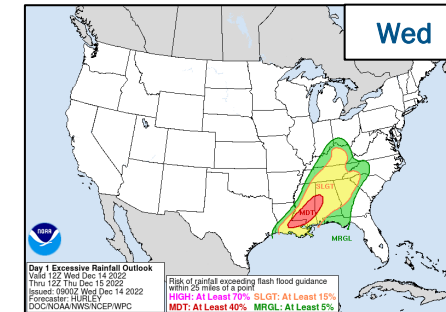 Wed
SLGT
MDT
MRGL
NOAA
Day 1 Excessive Rainfall Outlook
Valid 12Z Wed Dec 14 2022
Thru 12Z Thu Dec 15 2022
Issued: 0900Z Wed Dec 14 2022
Forecaster: HURLEY
DOC/NOAA/NWS/NCEP/WPC
Risk of rainfall exceeding flash flood guidance
within 25 miles of a point
HIGH: At Least 70% SLGT: At Least 15%
MDT: At Least 40% MRGL: At Least 5%